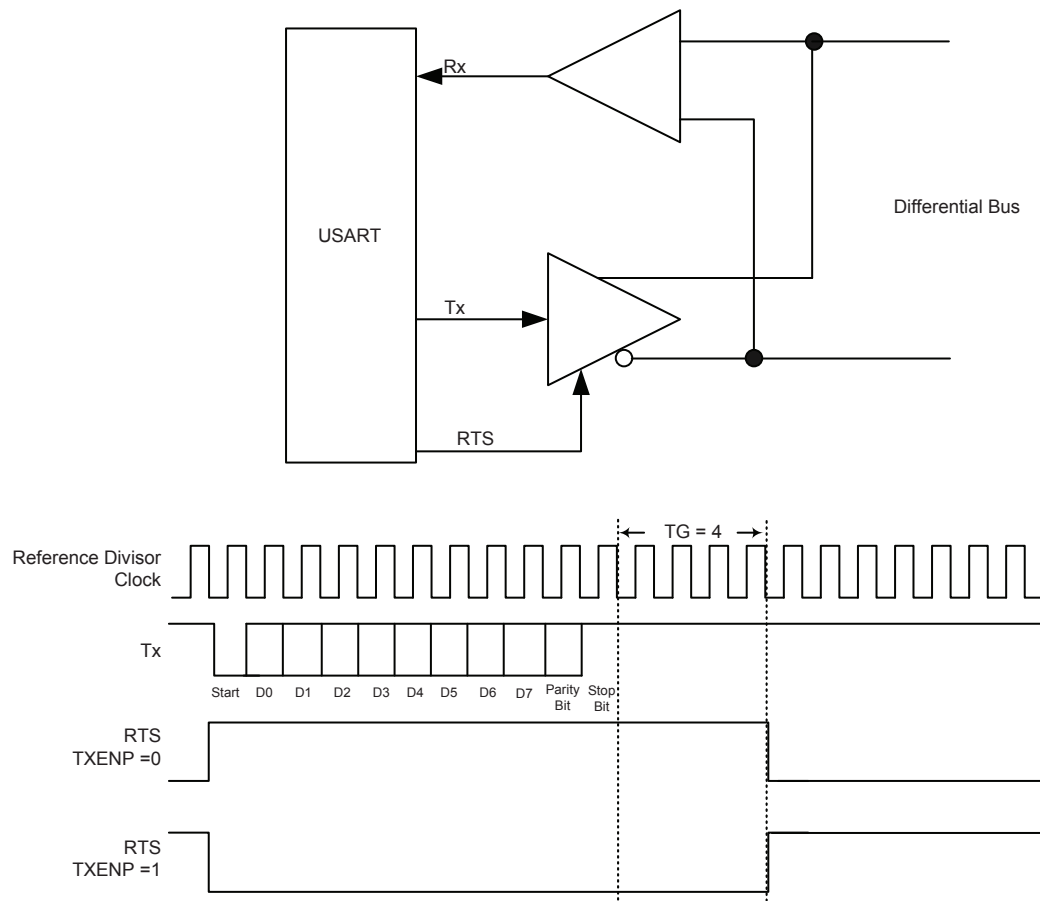 Rx
Differential Bus
USART
Tx
RTS
TG = 4
Reference Divisor
Clock
Tx
Start D0 D1 D2 D3 D4 D5 D6 D7 Parity Stop
Bit Bit
RTS
TXENP =0
RTS
TXENP =1